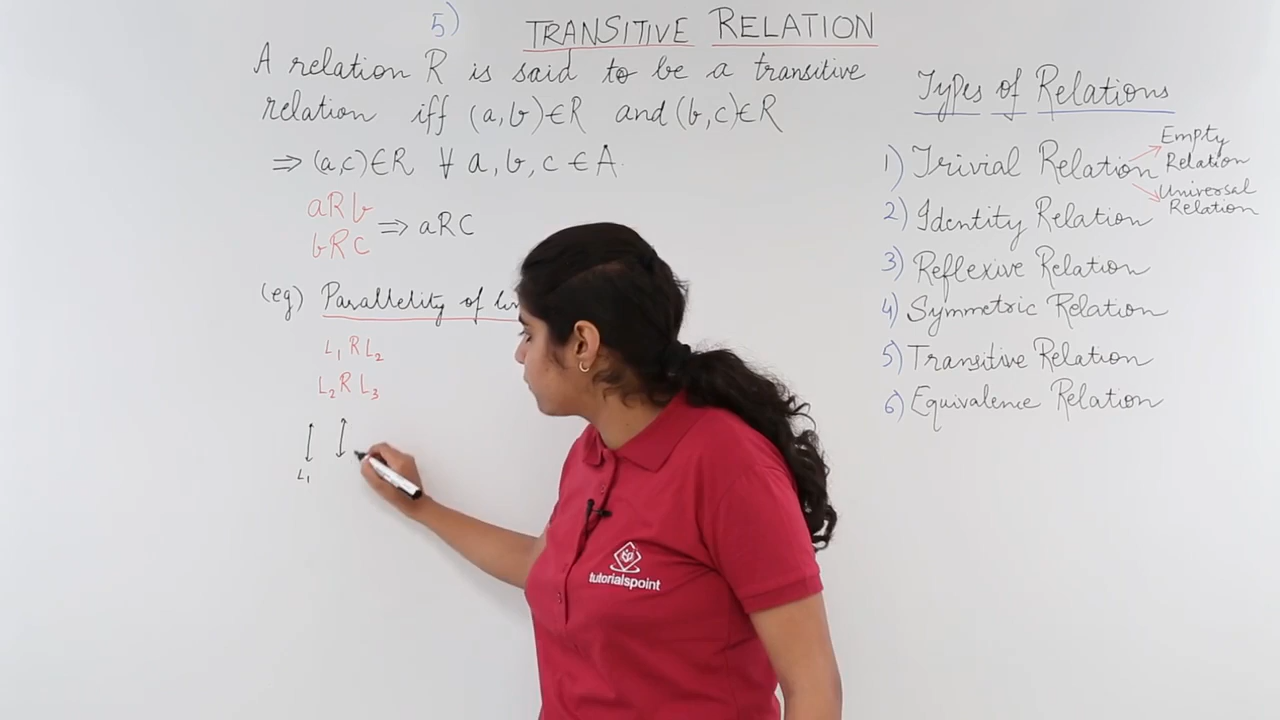 5)
TRANSITIVE RELATION
A relation R is said to be a transitive
relation iff (a,b)∈R and (b,c)∈R
⇒ (a,c)∈R ∀ a, b, c ∈ A.
aRb
bRc
⇒ aRC
(eg) Parallelity of
L₁ R L₂
L₂ R L₃
L₁
Types of Relations
1) Trivial Relation
Empty
Relation
Universal
Relation
2) Identity Relation
3) Reflexive Relation
4) Symmetric Relation
5) Transitive Relation
6) Equivalence Relation
tutorialspoint